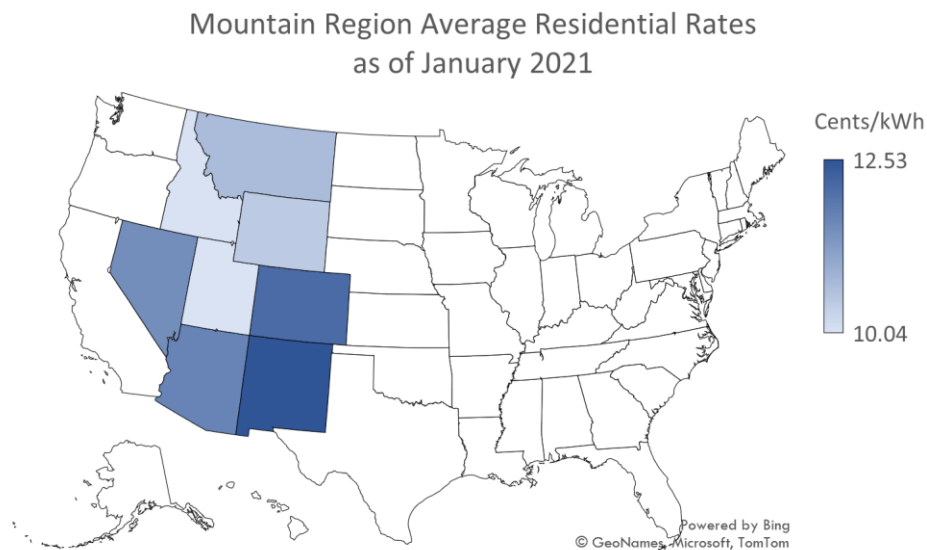 Mountain Region Average Residential Rates
as of January 2021
Cents/kWh
12.53
10.04
Powered by Bing
© GeoNames, Microsoft, TomTom